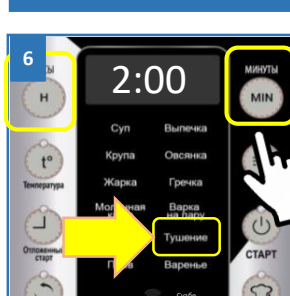 6
МИНУТЫ
H
2:00
MIN
Суп Выпечка
Крупа Овсянка
t°
Температура
Жарка Гречка
Варка
на пару
Тушение
Отложенный
старт
СТАРТ
Варенье